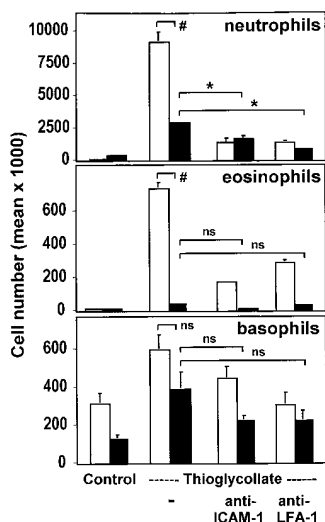 Cell number (mean x 1000)
neutrophils
10000
7500
5000
2500
0
#
*
*
eosinophils
600
400
200
0
#
ns
ns
basophils
600
400
200
0
ns
ns
ns
Control ------ Thioglycollate -----
- anti- anti-
ICAM-1 LFA-1